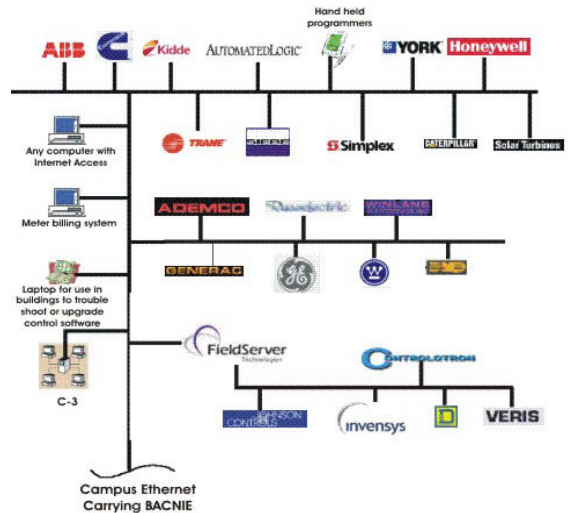 Hand held
programmers
ABB
Kidde
AUTOMATEDLOGIC
YORK
Honeywell
TRANE
SIEBE
Simplex
CATERPILLAR
Solar Turbines
Any computer with
Internet Access
Meter billing system
ADEMCO
WINLAND
GENERAC
GE
Laptop for use in
buildings to trouble
shoot or upgrade
control software
FieldServer
Technologies
CONTROLOTRON
C-3
JOHNSON
CONTROLS
invensys
D
VERIS
Campus Ethernet
Carrying BACNIE